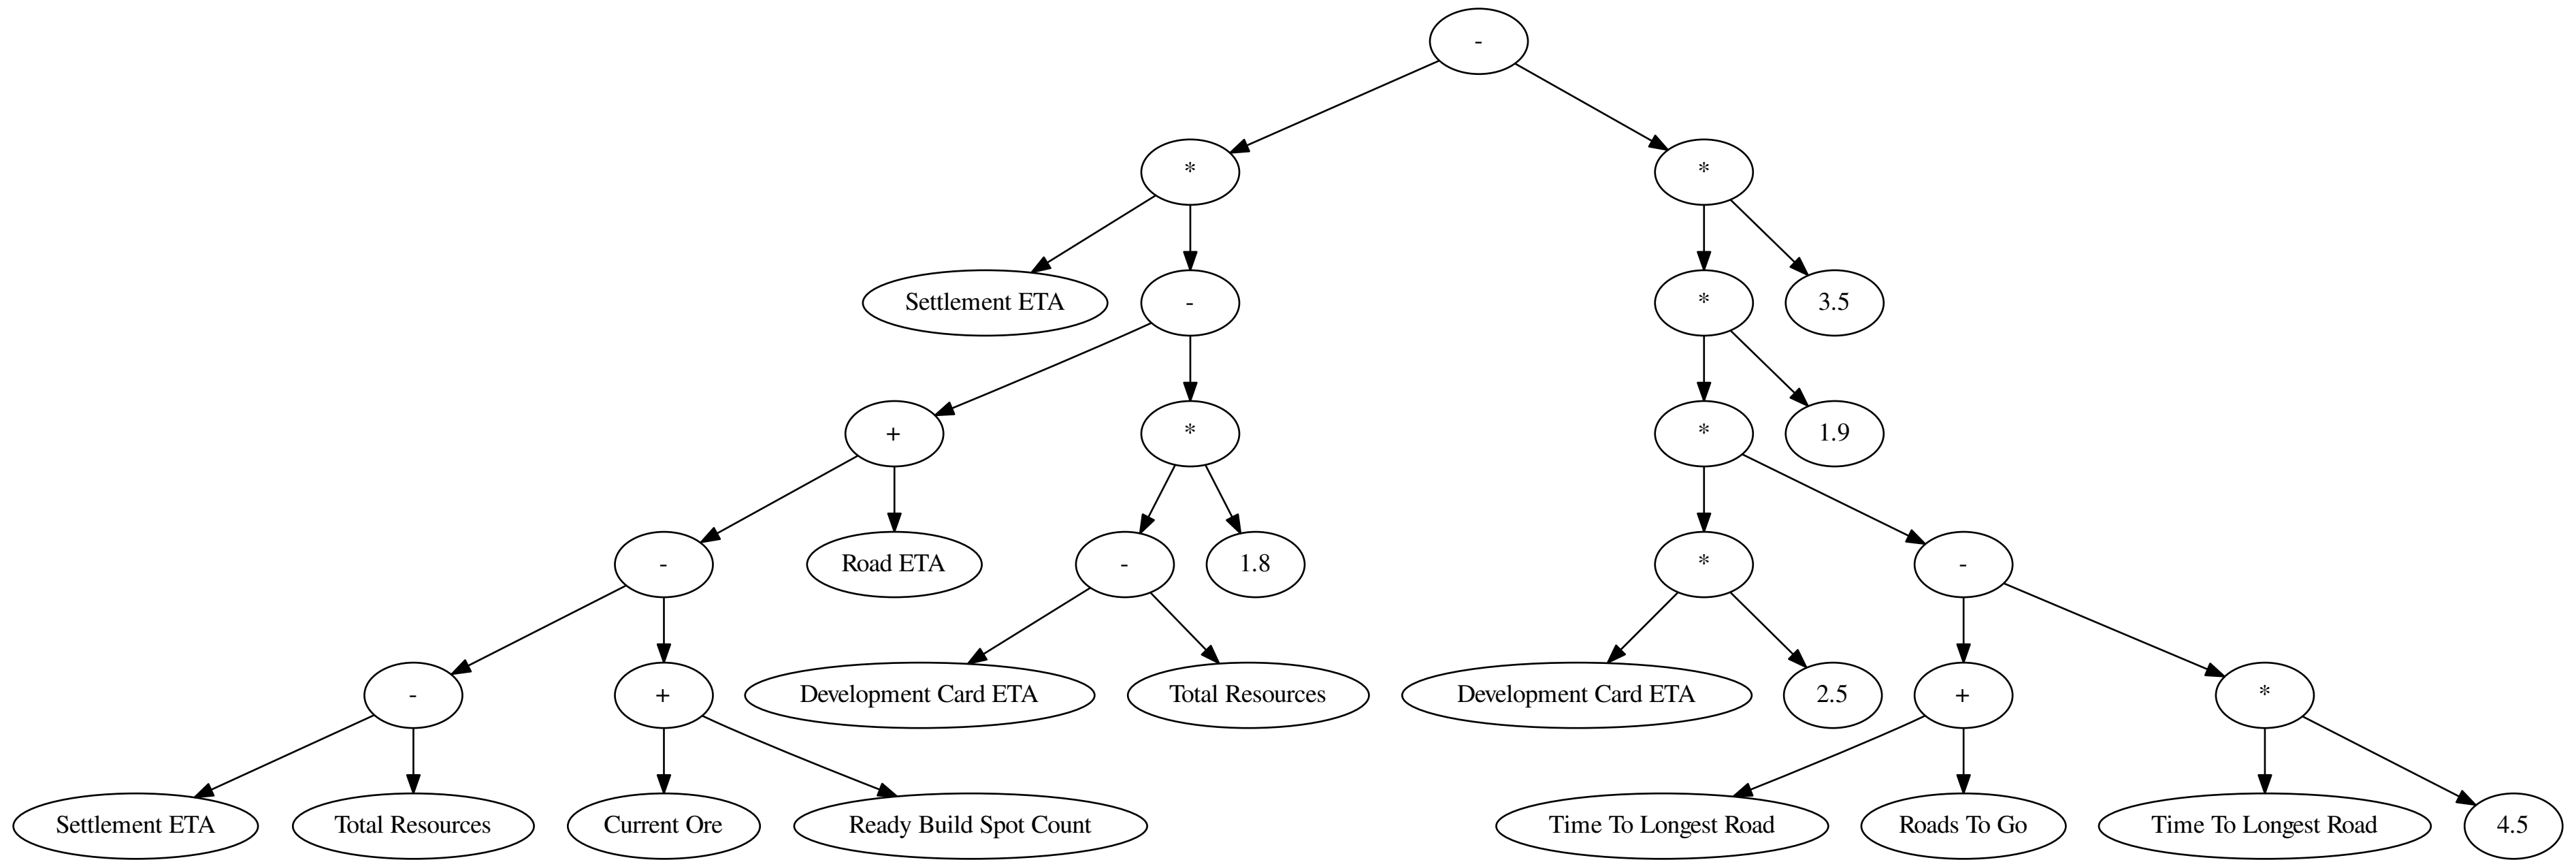 -
*
*
Settlement ETA
-
*
3.5
+
*
*
1.9
-
Road ETA
-
1.8
*
-
-
+
Development Card ETA
Total Resources
Development Card ETA
2.5
+
*
Settlement ETA
Total Resources
Current Ore
Ready Build Spot Count
Time To Longest Road
Roads To Go
Time To Longest Road
4.5